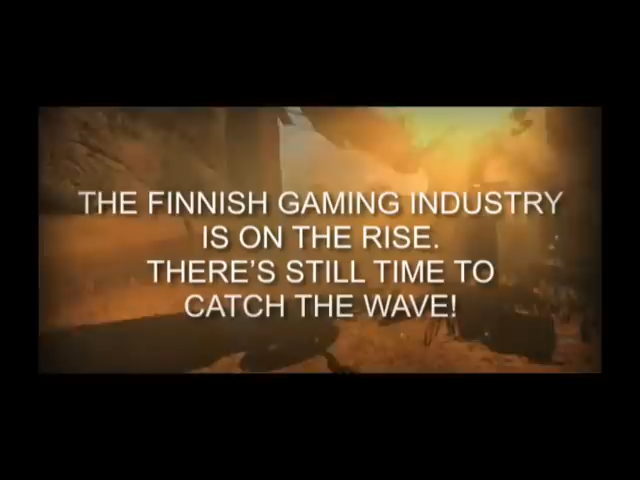 THE FINNISH GAMING INDUSTRY
IS ON THE RISE.
THERE'S STILL TIME TO
CATCH THE WAVE!